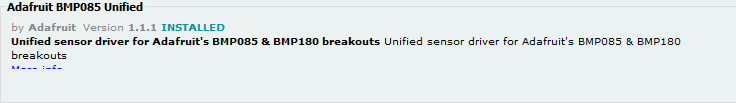 Adafruit BMP085 Unified
by Adafruit Version 1.1.1 INSTALLED
Unified sensor driver for Adafruit's BMP085 & BMP180 breakouts Unified sensor driver for Adafruit's BMP085 & BMP180
breakouts
More info